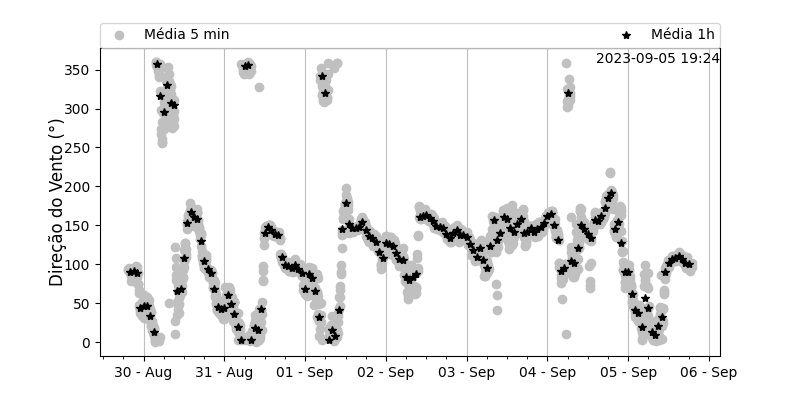 Média 5 min
Média 1h
2023-09-05 19:24
Direção do Vento (°)
350
300
250
200
150
100
50
0
30 - Aug
31 - Aug
01 - Sep
02 - Sep
03 - Sep
04 - Sep
05 - Sep
06 - Sep